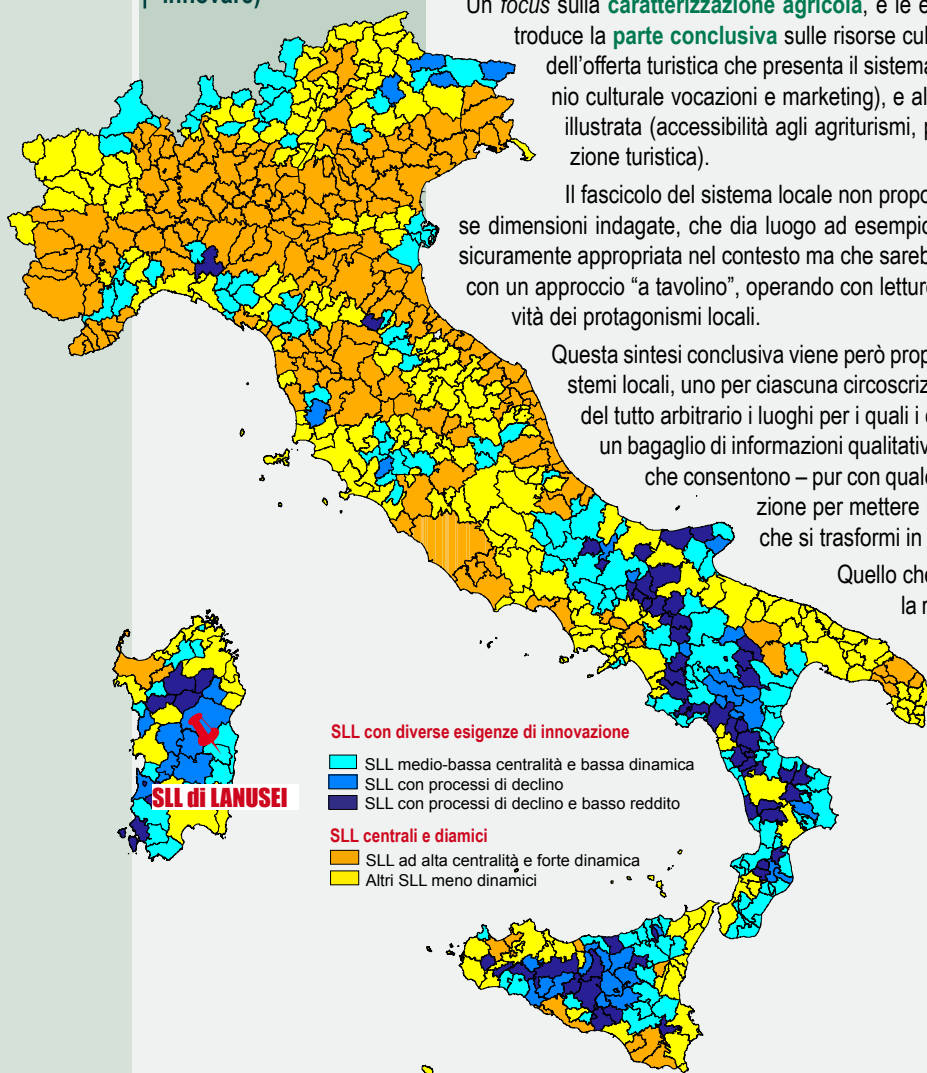 innovare)
Un focus sulla caratterizzazione agricola, e le e
troduce la parte conclusiva sulle risorse cul
dell’offerta turistica che presenta il sistema
nio culturale vocazioni e marketing), e al
illustrata (accessibilità agli agriturismi, p
zione turistica).
Il fascicolo del sistema locale non propo
se dimensioni indagate, che dia luogo ad esempio
sicuramente appropriata nel contesto ma che sareb
con un approccio “a tavolino”, operando con letture
vità dei protagonismi locali.
Questa sintesi conclusiva viene però prop
stemi locali, uno per ciascuna circoscriz
del tutto arbitrario i luoghi per i quali i
un bagaglio di informazioni qualitativ
che consentono – pur con qualc
zione per mettere
che si trasformi in
Quello che
la
SLL di LANUSEI
SLL con diverse esigenze di innovazione
SLL medio-bassa centralità e bassa dinamica
SLL con processi di declino
SLL con processi di declino e basso reddito
SLL centrali e diamici
SLL ad alta centralità e forte dinamica
Altri SLL meno dinamici